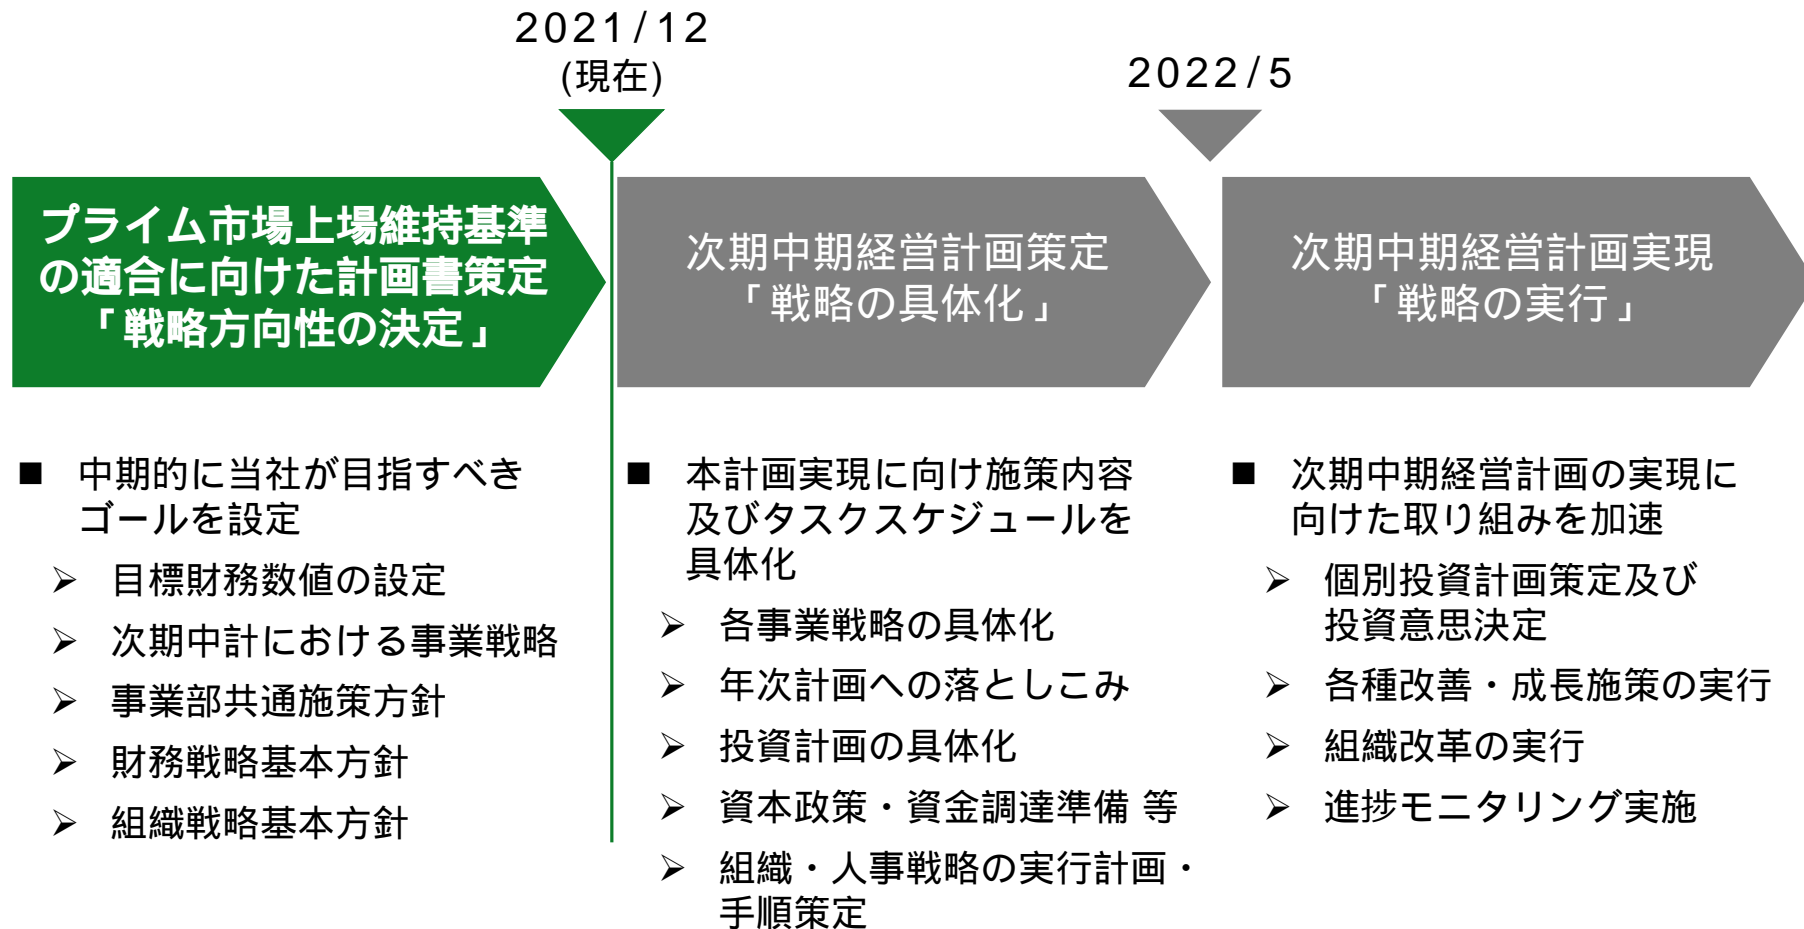 2021/12
(現在)
2022/5
プライム市場上場維持基準
の適合に向けた計画書策定
「戦略方向性の決定」
次期中期経営計画策定
「戦略の具体化」
次期中期経営計画実現
「戦略の実行」
■ 中期的に当社が目指すべき
ゴールを設定
➢ 目標財務数値の設定
➢ 次期中計における事業戦略
➢ 事業部共通施策方針
➢ 財務戦略基本方針
➢ 組織戦略基本方針
■ 本計画実現に向け施策内容
及びタスクスケジュールを
具体化
➢ 各事業戦略の具体化
➢ 年次計画への落としこみ
➢ 投資計画の具体化
➢ 資本政策・資金調達準備 等
➢ 組織・人事戦略の実行計画・
手順策定
■ 次期中期経営計画の実現に
向けた取り組みを加速
➢ 個別投資計画策定及び
投資意思決定
➢ 各種改善・成長施策の実行
➢ 組織改革の実行
➢ 進捗モニタリング実施